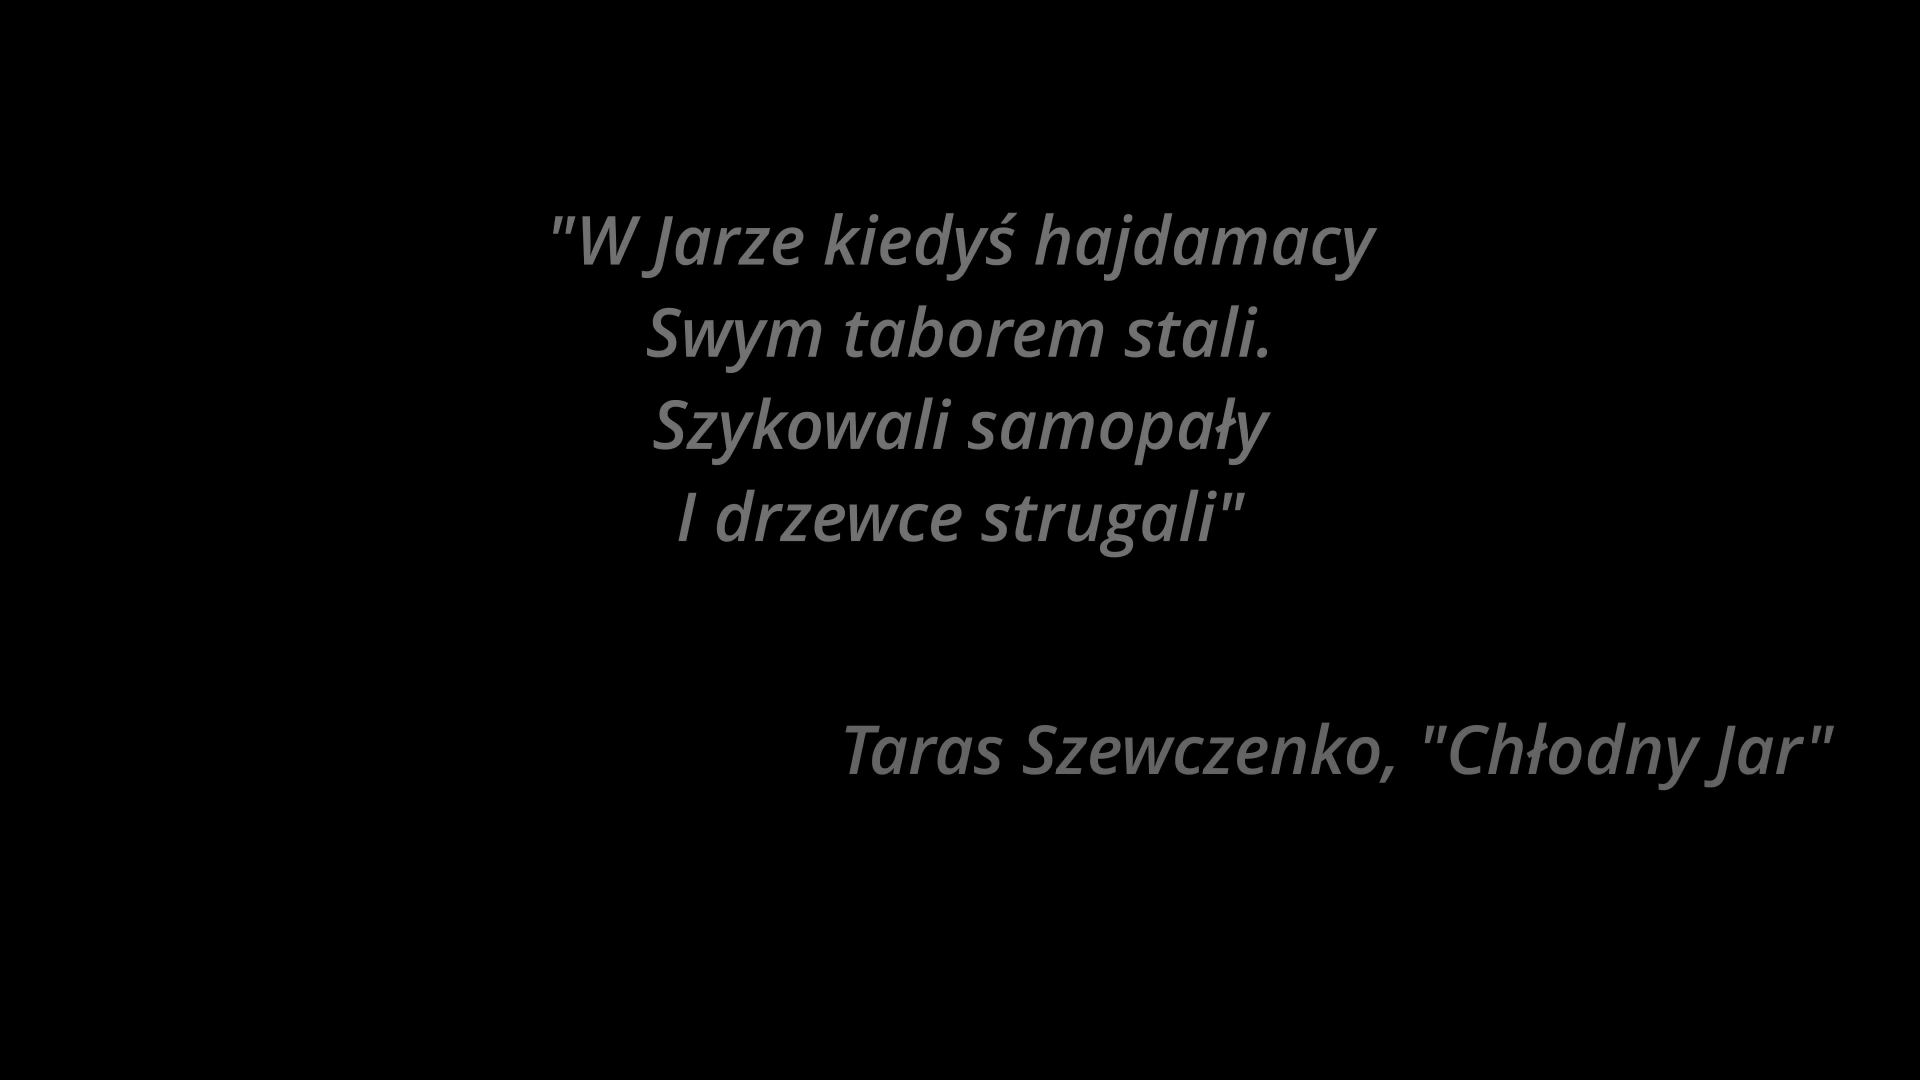 "W Jarze kiedyś hajdamacy
Swym taborem stali.
Szykowali samopały
I drzewce strugali"
Taras Szewczenko, "Chłodny Jar"